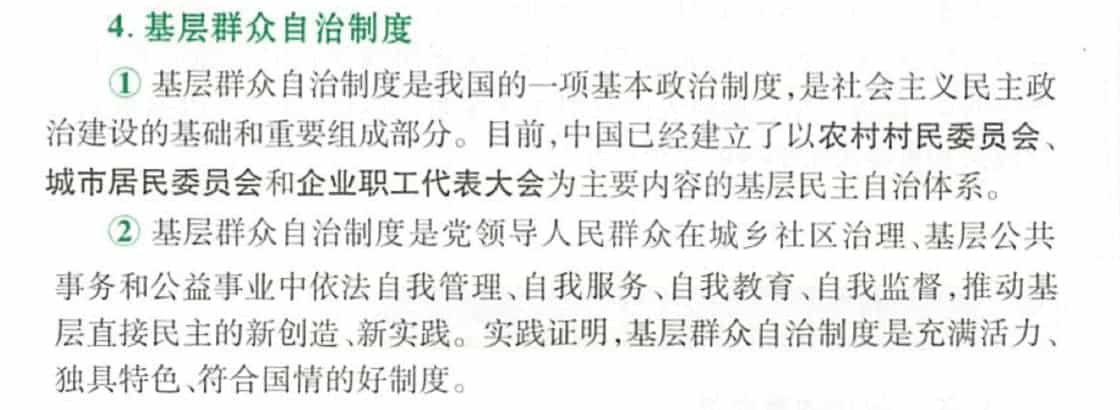 4. 基层群众自治制度
① 基层群众自治制度是我国的一项基本政治制度,是社会主义民主政
治建设的基础和重要组成部分。目前,中国已经建立了以农村村民委员会、
城市居民委员会和企业职工代表大会为主要内容的基层民主自治体系。
② 基层群众自治制度是党领导人民群众在城乡社区治理、基层公共
事务和公益事业中依法自我管理、自我服务、自我教育、自我监督,推动基
层直接民主的新创造、新实践。实践证明,基层群众自治制度是充满活力、
独具特色、符合国情的好制度。